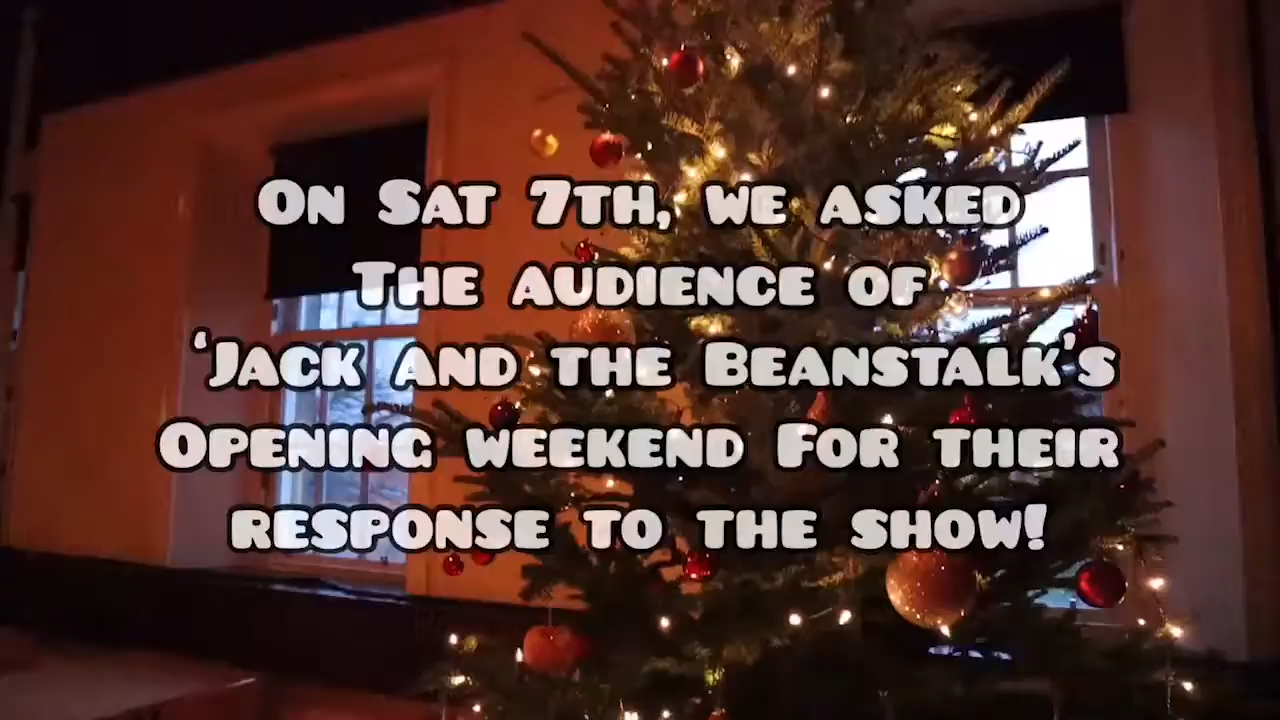 On Sat 7th, we asked
The audience of
‘Jack and the Beanstalk’s
Opening weekend For their
response to the show!